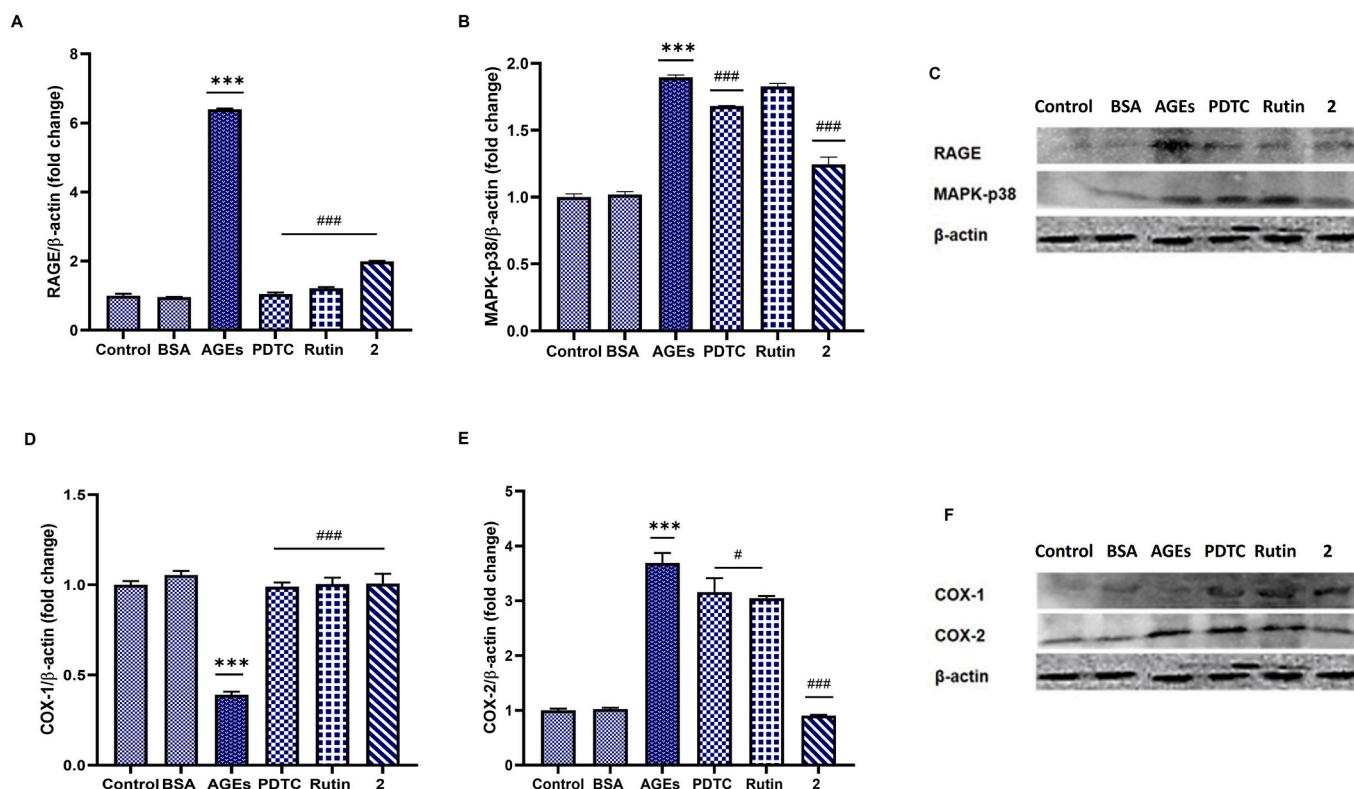 A
RAGE/β-actin (fold change)
8
6
4
2
0
***
###
Control BSA AGEs PDTC Rutin 2
B
MAPK-p38/β-actin (fold change)
2.0
1.5
1.0
0.5
0.0
***
###
###
Control BSA AGEs PDTC Rutin 2
C
Control BSA AGEs PDTC Rutin 2
RAGE
MAPK-p38
β-actin
D
COX-1/β-actin (fold change)
1.5
1.0
0.5
0.0
***
###
Control BSA AGEs PDTC Rutin 2
E
COX-2/β-actin (fold change)
5
4
3
2
1
0
***
#
###
Control BSA AGEs PDTC Rutin 2
F
Control BSA AGEs PDTC Rutin 2
COX-1
COX-2
β-actin